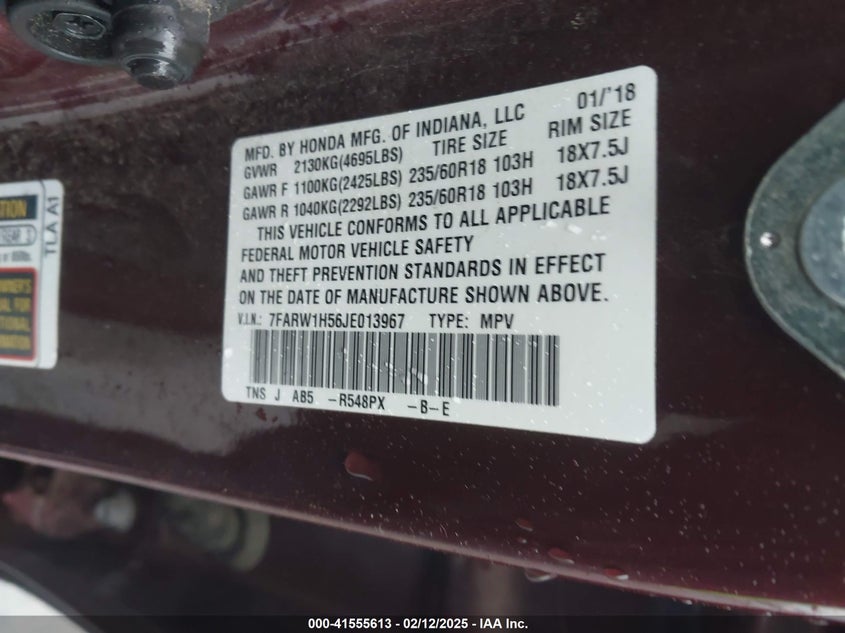 MFD. BY HONDA MFG. OF INDIANA, LLC 01/'18
GVWR 2130KG(4695LBS) TIRE SIZE RIM SIZE
GAWR F 1100KG(2425LBS) 235/60R18 103H 18X7.5J
GAWR R 1040KG(2292LBS) 235/60R18 103H 18X7.5J
THIS VEHICLE CONFORMS TO ALL APPLICABLE
FEDERAL MOTOR VEHICLE SAFETY
AND THEFT PREVENTION STANDARDS IN EFFECT
ON THE DATE OF MANUFACTURE SHOWN ABOVE.
V.I.N.: 7FARW1H56JE013967 TYPE: MPV
TNS J AB5 -R548PX -B-E
TLA A1
000-41555613 - 02/12/2025 - IAA Inc.